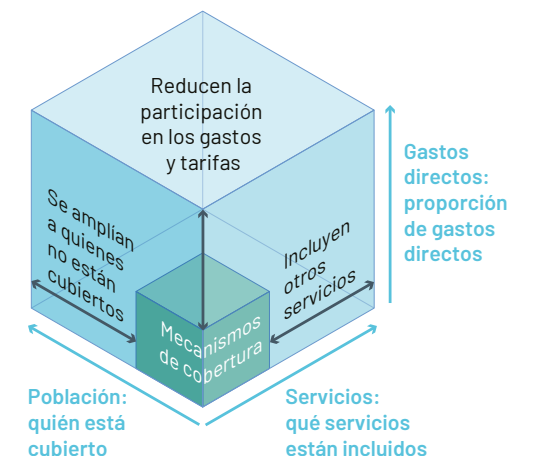 Reducen la
participación
en los gastos
y tarifas
Gastos
directos:
proporción
de gastos
directos
Se amplían
a quienes
no están
cubiertos
Incluyen
otros
servicios
Mecanismos
de cobertura
Población:
quién está
cubierto
Servicios:
qué servicios
están incluidos